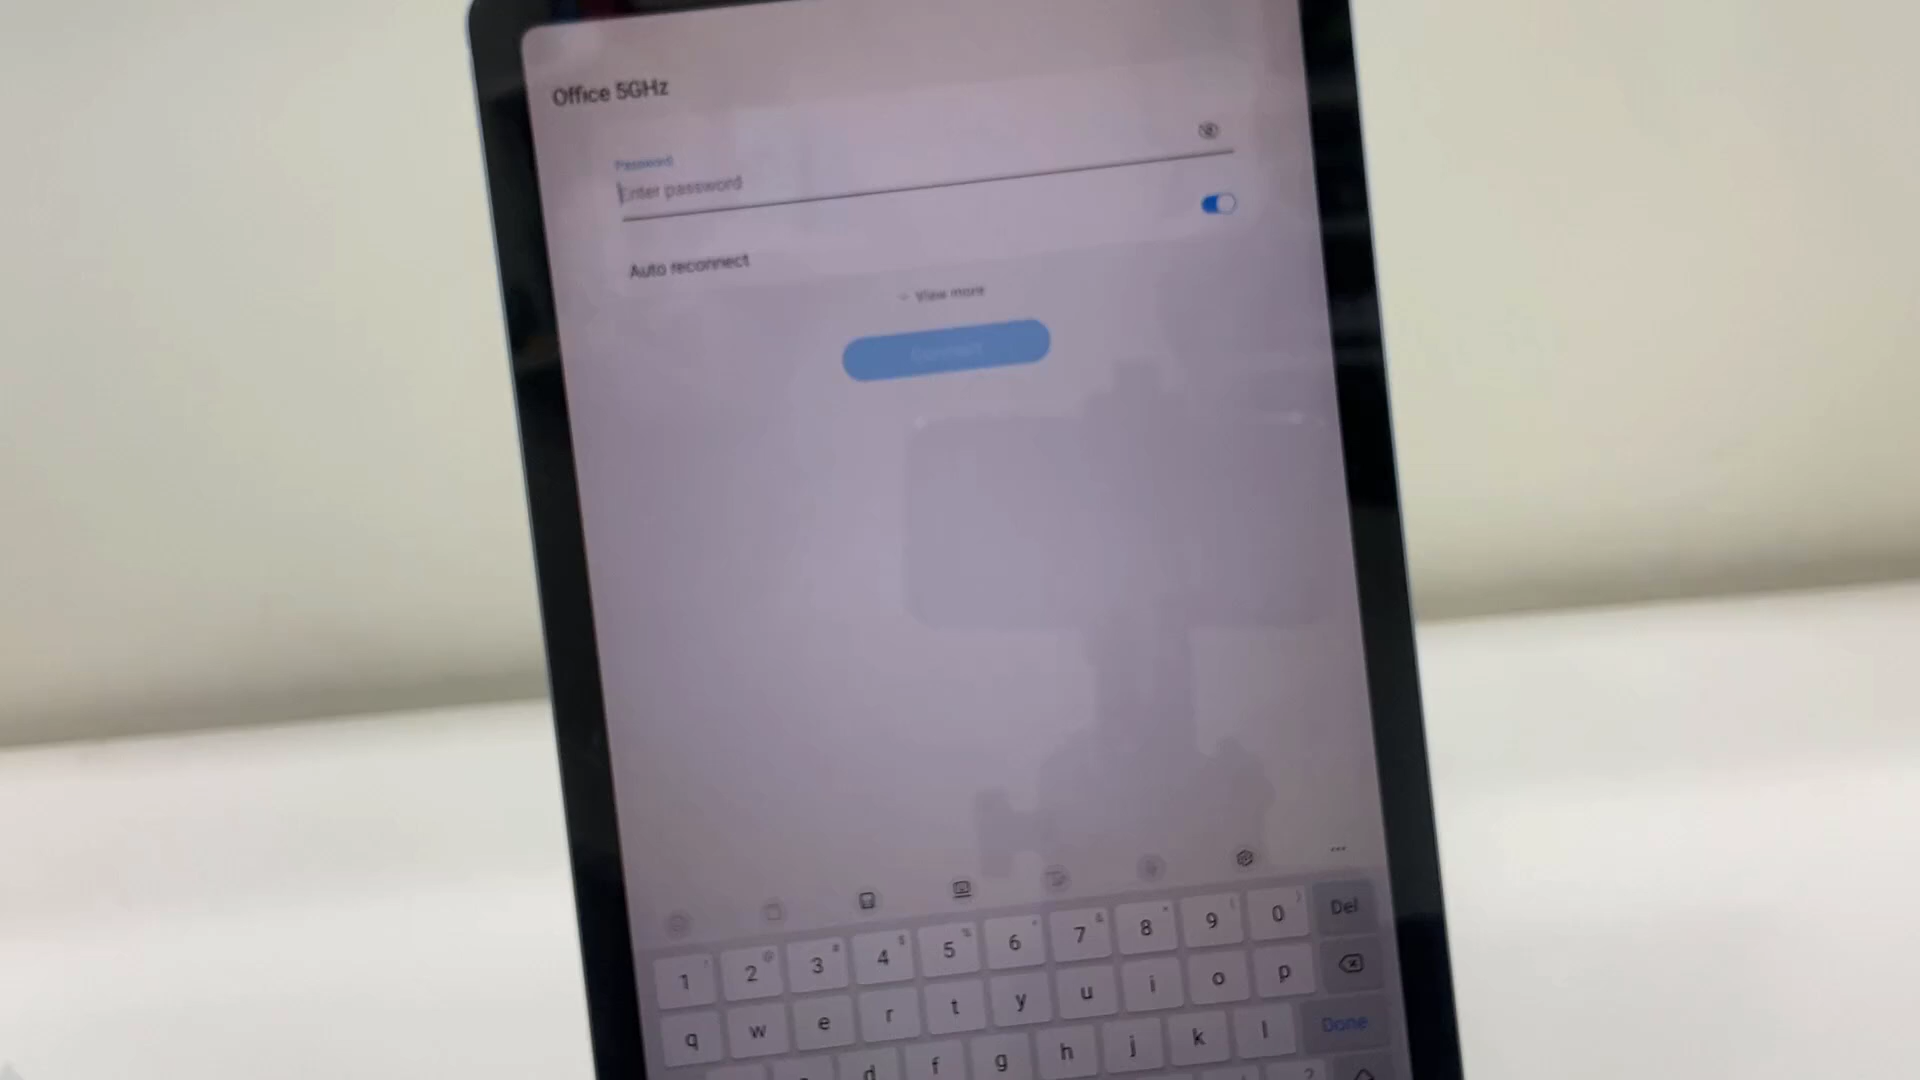 Office 5GHz
Password
Enter password
Auto reconnect
View more
Connect
1 2 3 4 5 6 7 8 9 0 Del
q w e r t y u i o p
d f g h j k l Done